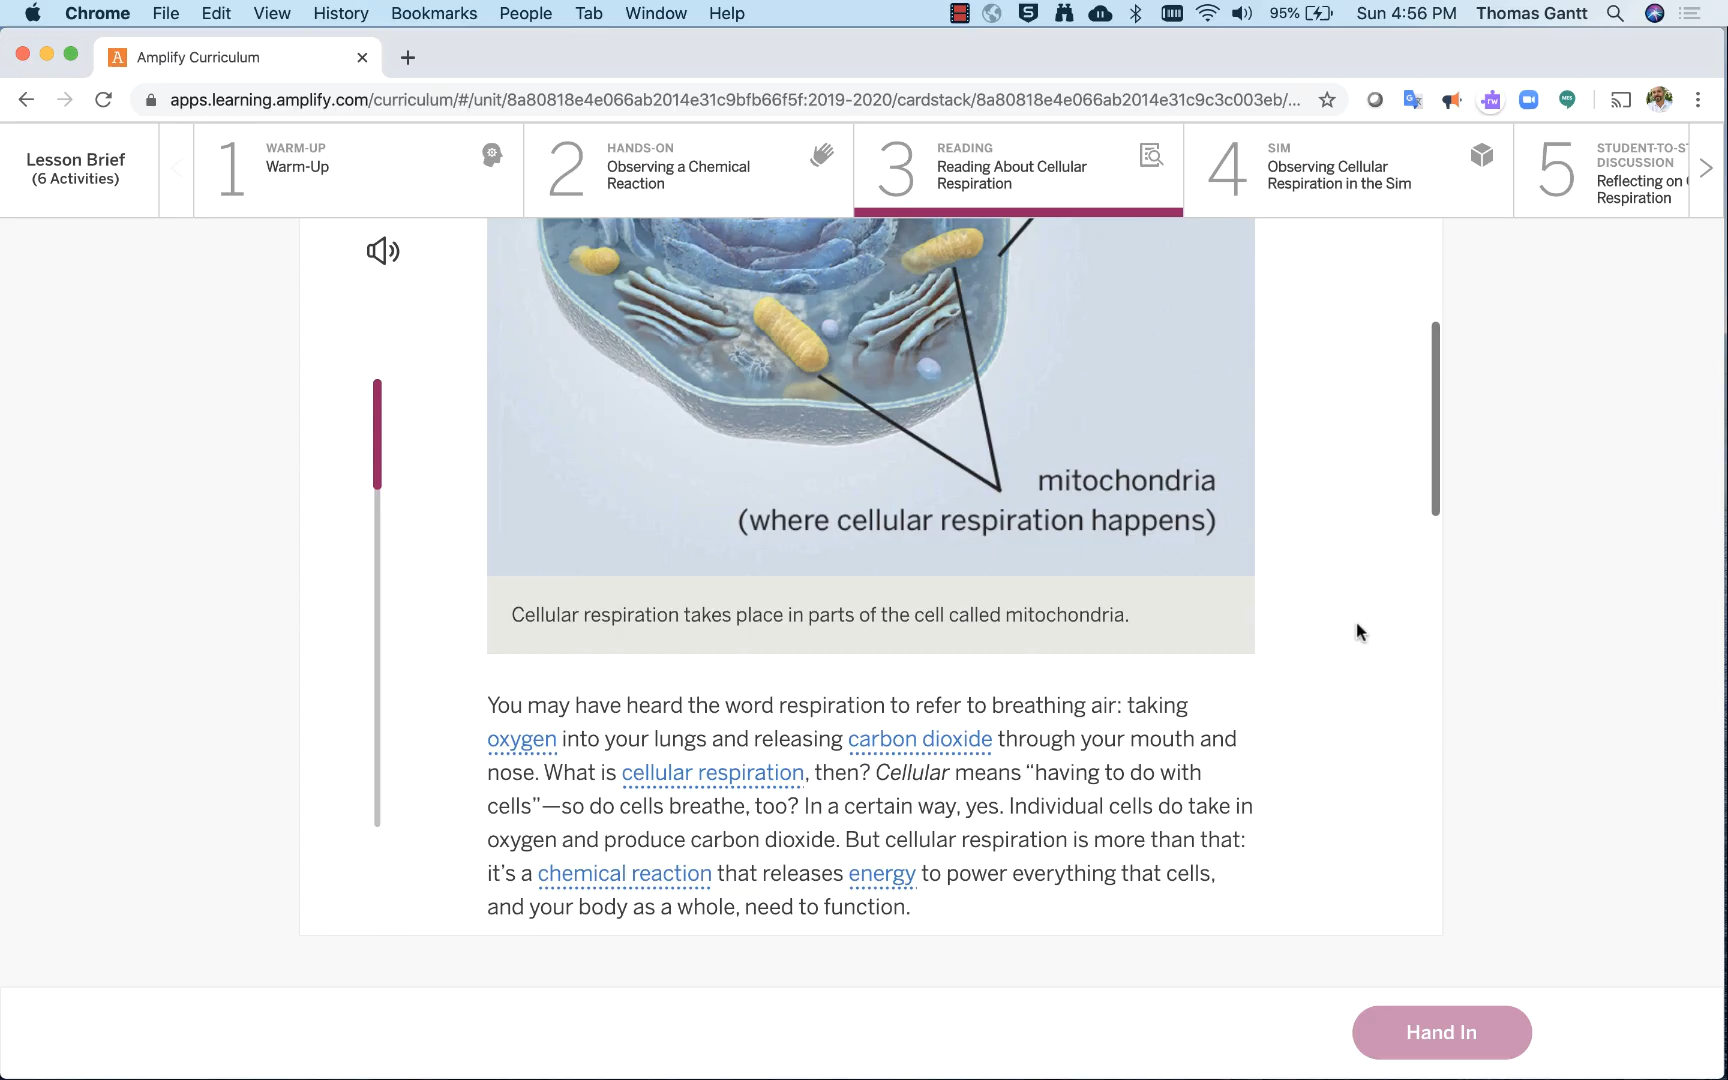 Chrome File Edit View History Bookmarks People Tab Window Help 95% Sun 4:56 PM Thomas Gantt
Amplify Curriculum
apps.learning.amplify.com/curriculum/#/unit/8a80818e4e066ab2014e31c9bfb66f5f:2019-2020/cardstack/8a80818e4e066ab2014e31c9c3c003eb/...
Lesson Brief
(6 Activities)
1
WARM-UP
Warm-Up
2
HANDS-ON
Observing a Chemical
Reaction
3
READING
Reading About Cellular
Respiration
4
SIM
Observing Cellular
Respiration in the Sim
5
STUDENT-TO-S
DISCUSSION
Reflecting on
Respiration
mitochondria
(where cellular respiration happens)
Cellular respiration takes place in parts of the cell called mitochondria.
You may have heard the word respiration to refer to breathing air: taking
oxygen into your lungs and releasing carbon dioxide through your mouth and
nose. What is cellular respiration, then? Cellular means “having to do with
cells”—so do cells breathe, too? In a certain way, yes. Individual cells do take in
oxygen and produce carbon dioxide. But cellular respiration is more than that:
it’s a chemical reaction that releases energy to power everything that cells,
and your body as a whole, need to function.
Hand In